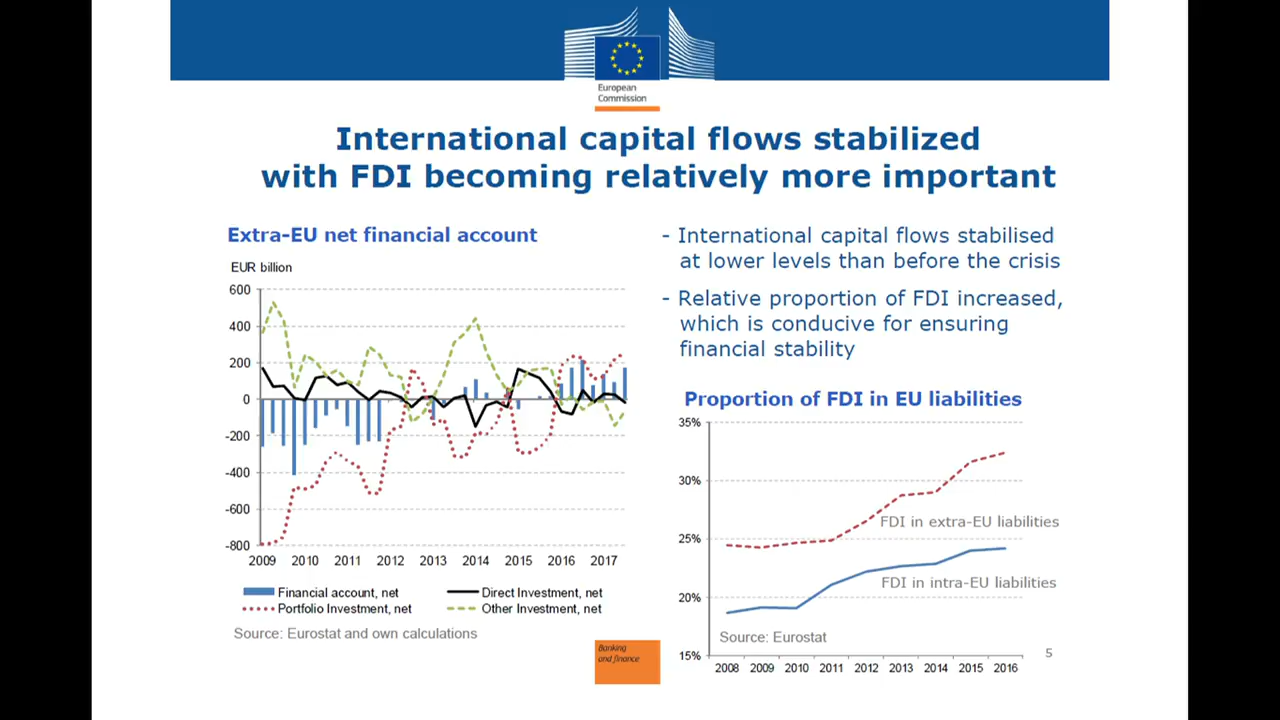 European
Commission
International capital flows stabilized
with FDI becoming relatively more important
Extra-EU net financial account
EUR billion
600
400
200
0
-200
-400
-600
-800
2009 2010 2011 2012 2013 2014 2015 2016 2017
Financial account, net
Direct Investment, net
Portfolio Investment, net
Other Investment, net
Source: Eurostat and own calculations
- International capital flows stabilised
at lower levels than before the crisis
- Relative proportion of FDI increased,
which is conducive for ensuring
financial stability
Proportion of FDI in EU liabilities
35%
30%
25%
20%
15%
FDI in extra-EU liabilities
FDI in intra-EU liabilities
Source: Eurostat
2008 2009 2010 2011 2012 2013 2014 2015 2016
Banking
and finance
5